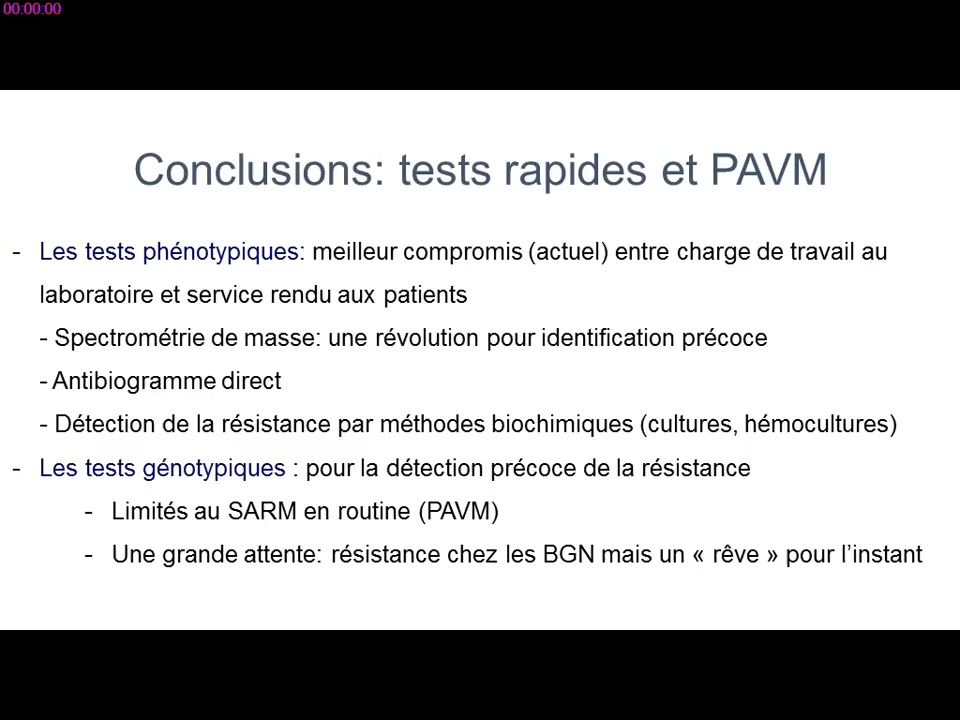 00:00:00
Conclusions: tests rapides et PAVM
- Les tests phénotypiques: meilleur compromis (actuel) entre charge de travail au
laboratoire et service rendu aux patients
- Spectrométrie de masse: une révolution pour identification précoce
- Antibiogramme direct
- Détection de la résistance par méthodes biochimiques (cultures, hémocultures)
- Les tests génotypiques : pour la détection précoce de la résistance
- Limités au SARM en routine (PAVM)
- Une grande attente: résistance chez les BGN mais un « rêve » pour l’instant